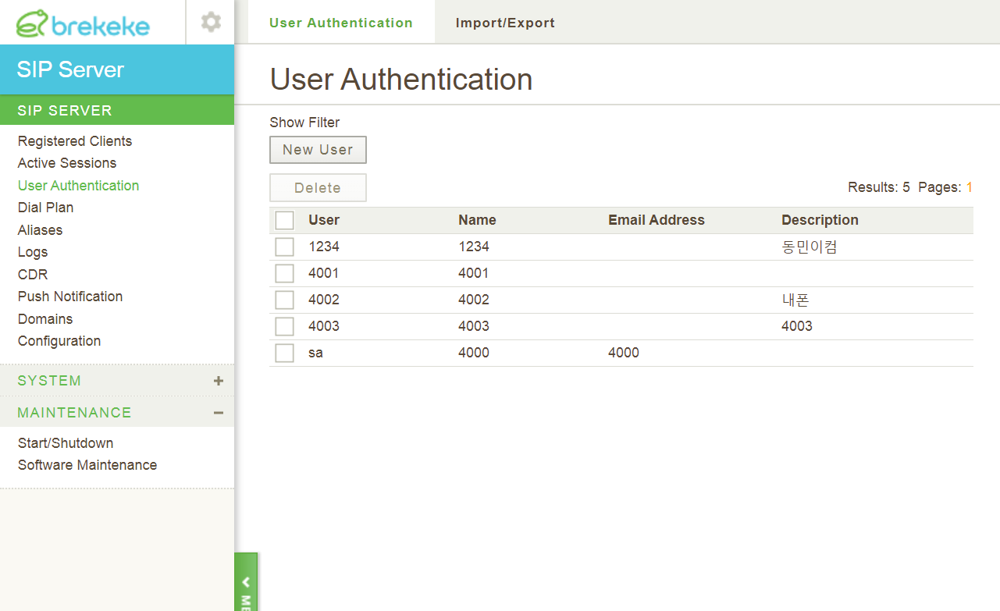 brekeke
SIP Server
SIP SERVER
Registered Clients
Active Sessions
User Authentication
Dial Plan
Aliases
Logs
CDR
Push Notification
Domains
Configuration
SYSTEM
MAINTENANCE
Start/Shutdown
Software Maintenance
User Authentication Import/Export
User Authentication
Show Filter
New User
Delete
Results: 5 Pages: 1
User Name Email Address Description
1234 1234 동민이컴
4001 4001
4002 4002 내폰
4003 4003 4003
sa 4000 4000